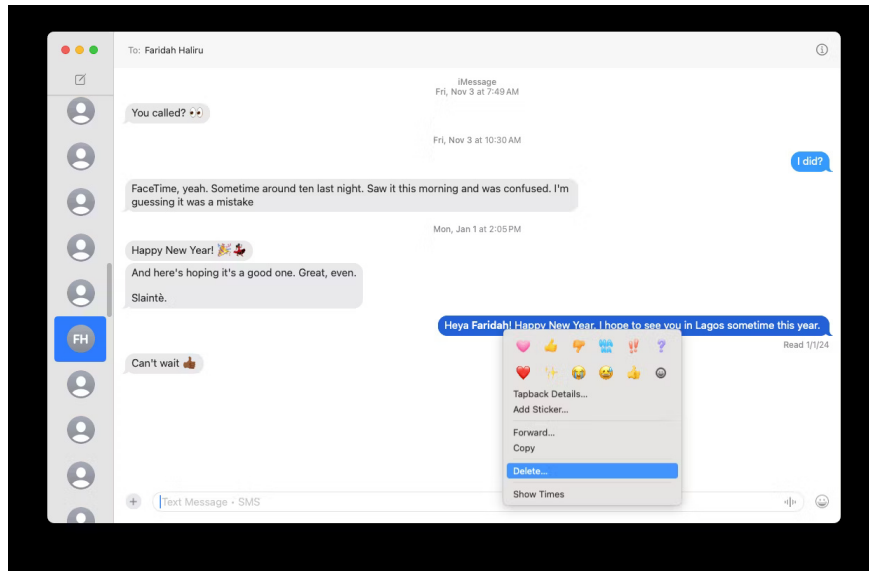 To: Faridah Haliru
iMessage
Fri, Nov 3 at 7:49 AM
You called? 👀
Fri, Nov 3 at 10:30 AM
I did?
FaceTime, yeah. Sometime around ten last night. Saw it this morning and was confused. I'm
guessing it was a mistake
Mon, Jan 1 at 2:05 PM
Happy New Year! 🎉💃🏿
And here's hoping it's a good one. Great, even.
Slaintè.
Heya Faridah! Happy New Year. I hope to see you in Lagos sometime this year.
Read 1/1/24
FH
Can't wait 👍🏾
HA HA
!!
?
Tapback Details...
Add Sticker...
Forward...
Copy
Delete...
Show Times
Text Message • SMS